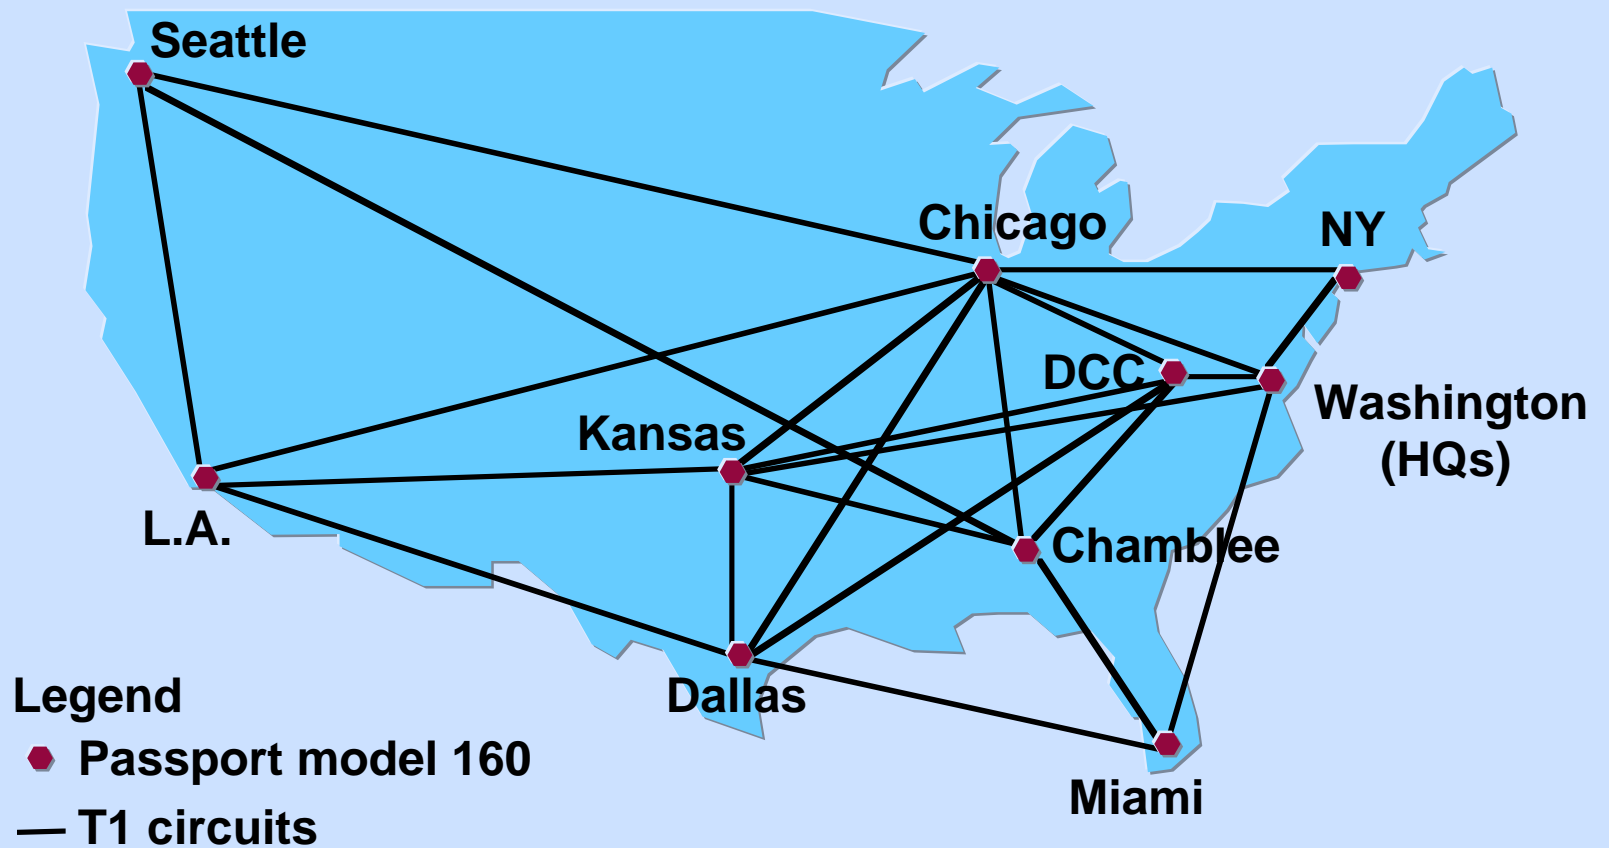 Seattle
Chicago
NY
DCC
Washington
(HQs)
Kansas
L.A.
Chamblee
Dallas
Miami
Legend
Passport model 160
T1 circuits